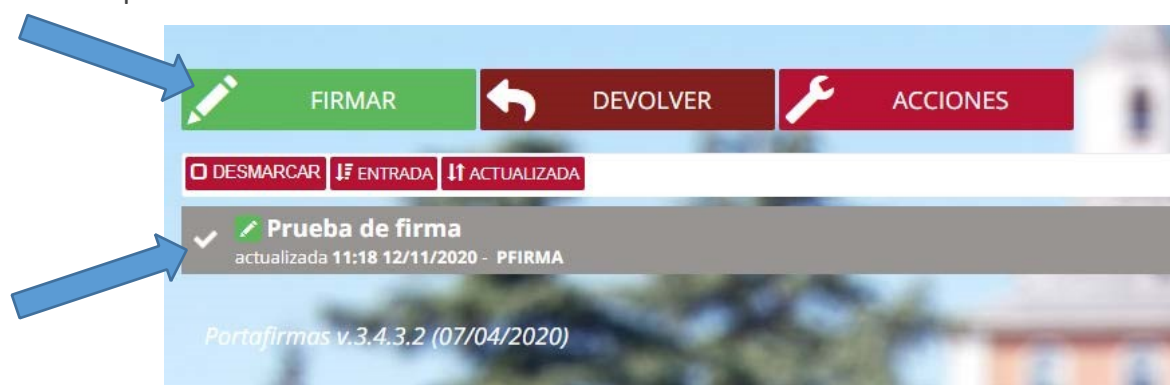 FIRMAR DEVOLVER ACCIONES
DESMARCAR ENTRADA ACTUALIZADA
Prueba de firma
actualizada 11:18 12/11/2020 - PFIRMA
Portafirmas v.3.4.3.2 (07/04/2020)